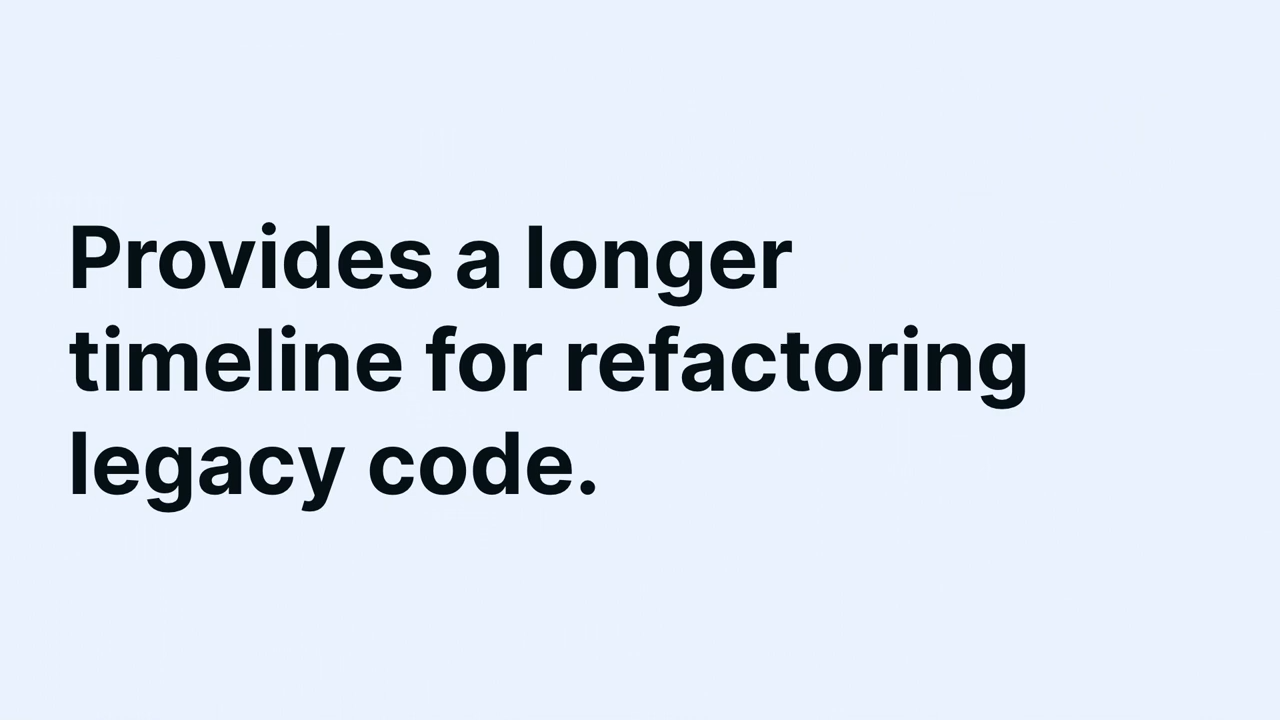 Provides a longer
timeline for refactoring
legacy code.